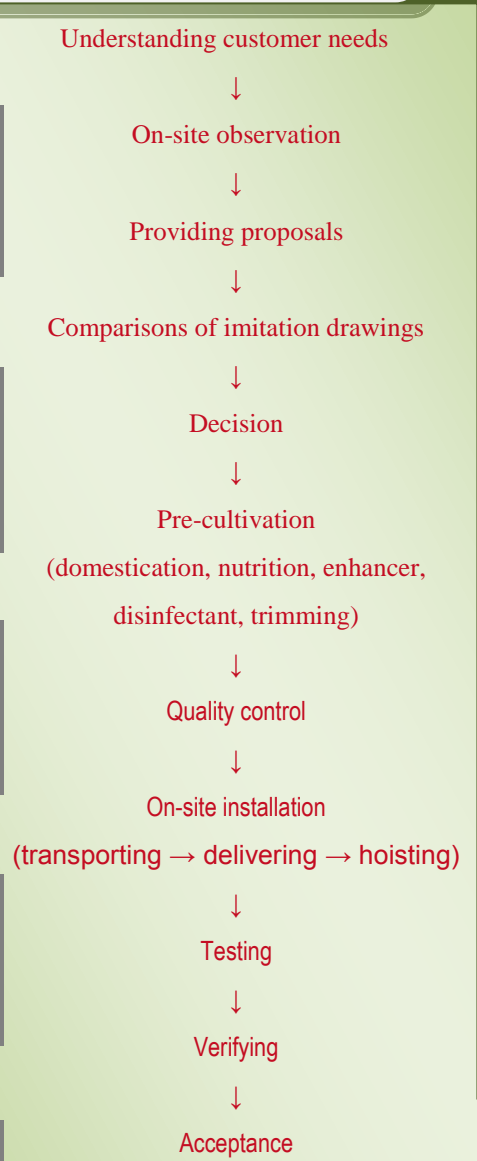 Understanding customer needs
↓
On-site observation
↓
Providing proposals
↓
Comparisons of imitation drawings
↓
Decision
↓
Pre-cultivation
(domestication, nutrition, enhancer,
disinfectant, trimming)
↓
Quality control
↓
On-site installation
(transporting → delivering → hoisting)
↓
Testing
↓
Verifying
↓
Acceptance